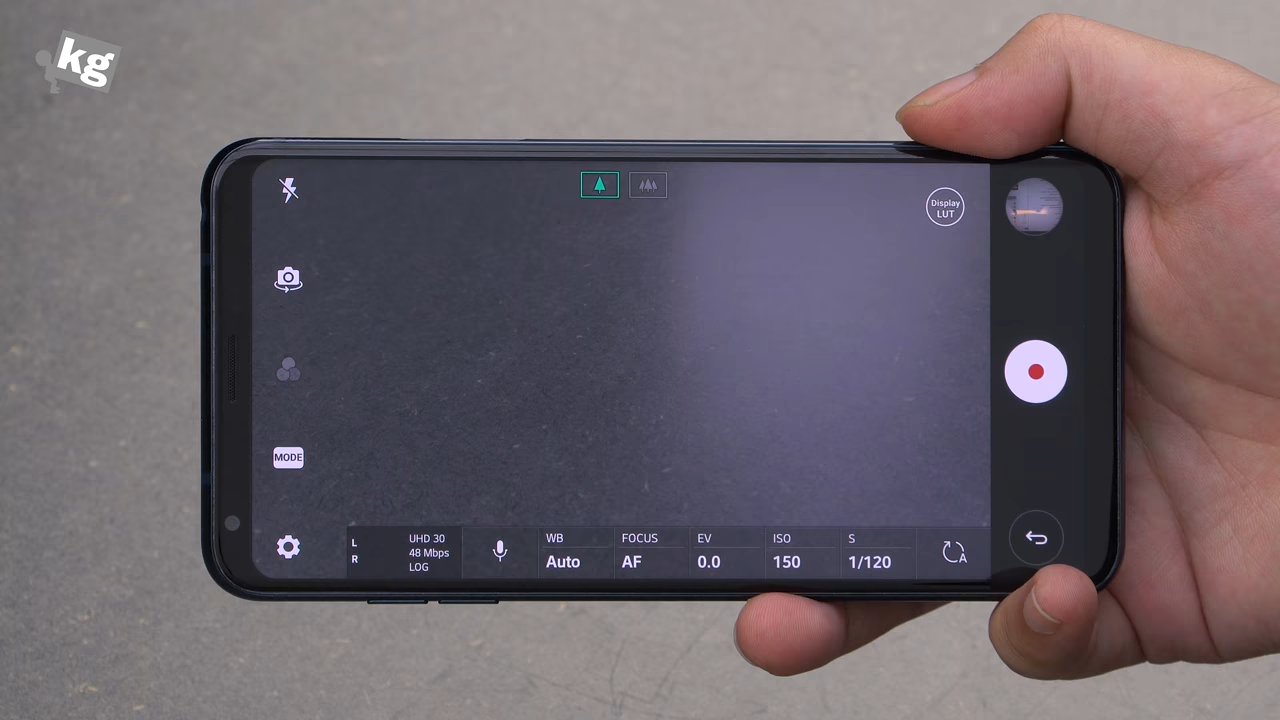 kg
Display
LUT
MODE
L
R
UHD 30
48 Mbps
LOG
WB
Auto
FOCUS
AF
EV
0.0
ISO
150
S
1/120
A